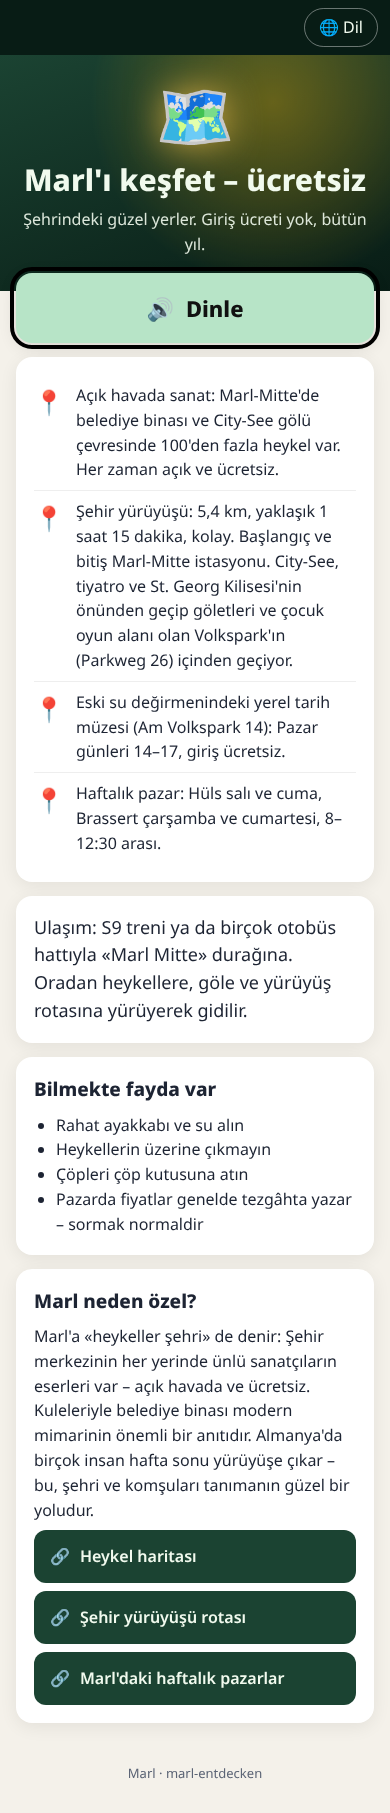 🌐 Dil
Marl'ı keşfet – ücretsiz
Şehrindeki güzel yerler. Giriş ücreti yok, bütün
yıl.
🔊 Dinle
📍 Açık havada sanat: Marl-Mitte'de
belediye binası ve City-See gölü
çevresinde 100'den fazla heykel var.
Her zaman açık ve ücretsiz.
📍 Şehir yürüyüşü: 5,4 km, yaklaşık 1
saat 15 dakika, kolay. Başlangıç ve
bitiş Marl-Mitte istasyonu. City-See,
tiyatro ve St. Georg Kilisesi'nin
önünden geçip göletleri ve çocuk
oyun alanı olan Volkspark'ın
(Parkweg 26) içinden geçiyor.
📍 Eski su değirmenindeki yerel tarih
müzesi (Am Volkspark 14): Pazar
günleri 14–17, giriş ücretsiz.
📍 Haftalık pazar: Hüls salı ve cuma,
Brassert çarşamba ve cumartesi, 8–
12:30 arası.
Ulaşım: S9 treni ya da birçok otobüs
hattıyla «Marl Mitte» durağına.
Oradan heykellere, göle ve yürüyüş
rotasına yürüyerek gidilir.
Bilmekte fayda var
• Rahat ayakkabı ve su alın
• Heykellerin üzerine çıkmayın
• Çöpleri çöp kutusuna atın
• Pazarda fiyatlar genelde tezgâhta yazar
– sormak normaldir
Marl neden özel?
Marl'a «heykeller şehri» de denir: Şehir
merkezinin her yerinde ünlü sanatçıların
eserleri var – açık havada ve ücretsiz.
Kuleleriyle belediye binası modern
mimarinin önemli bir anıtıdır. Almanya'da
birçok insan hafta sonu yürüyüşe çıkar –
bu, şehri ve komşuları tanımanın güzel bir
yoludur.
🔗 Heykel haritası
🔗 Şehir yürüyüşü rotası
🔗 Marl'daki haftalık pazarlar
Marl · marl-entdecken